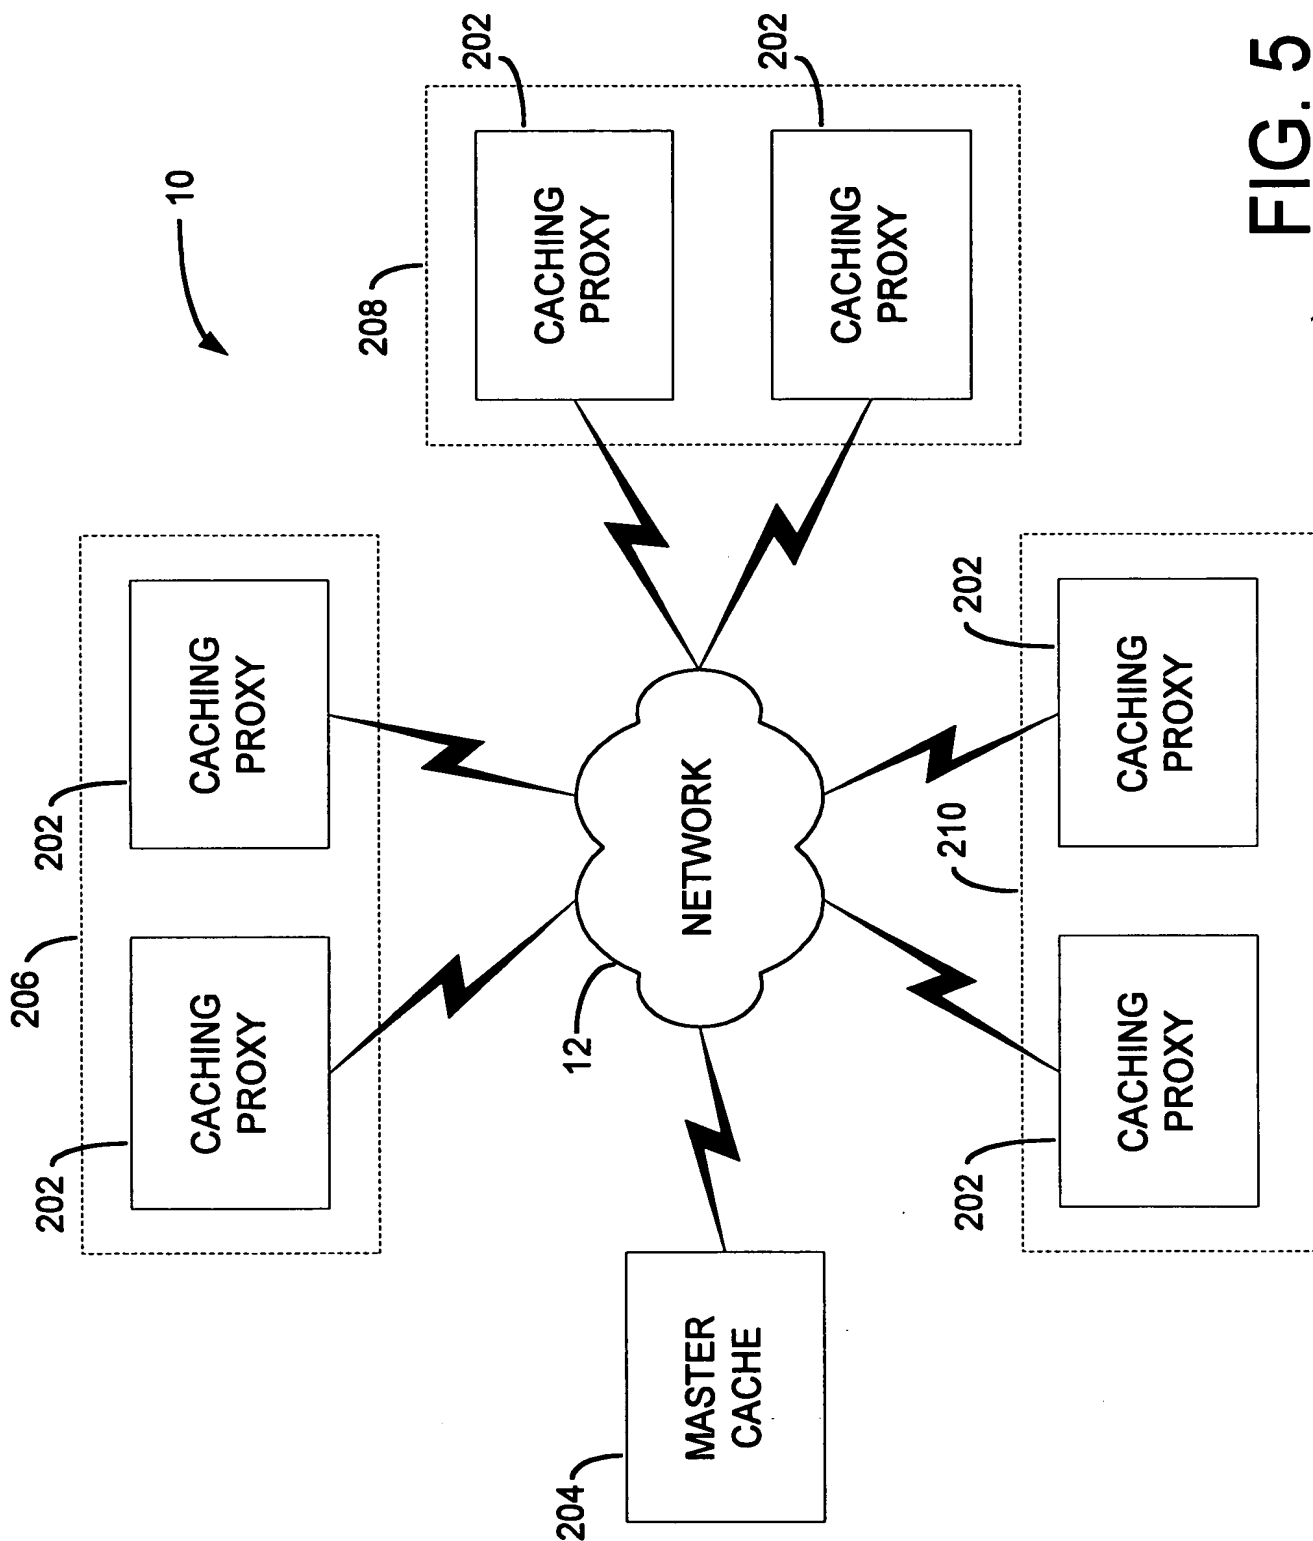 206
202
202
10
CACHING
PROXY
CACHING
PROXY
208
202
CACHING
PROXY
204
12
MASTER
CACHE
NETWORK
202
CACHING
PROXY
210
202
202
CACHING
PROXY
CACHING
PROXY
FIG. 5